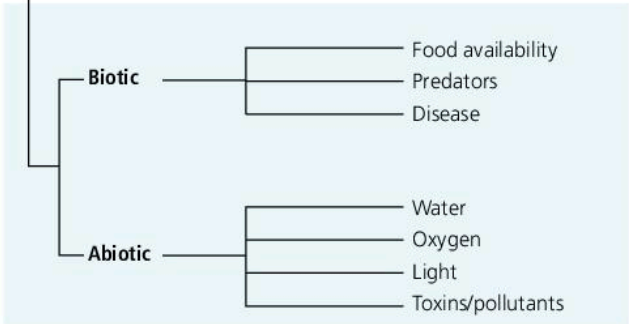 Biotic
Food availability
Predators
Disease
Abiotic
Water
Oxygen
Light
Toxins/pollutants